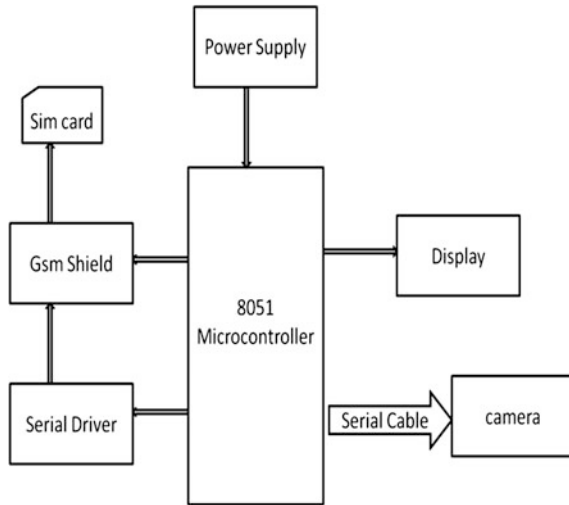 Power Supply
Sim card
Gsm Shield
8051
Microcontroller
Display
Serial Driver
Serial Cable
camera